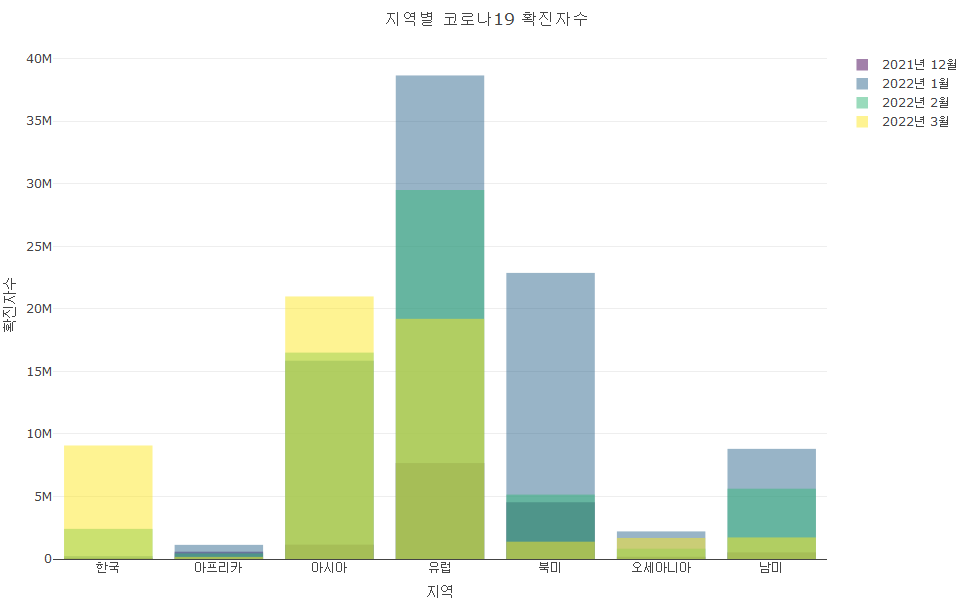 지역별 코로나19 확진자수
40M
35M
30M
25M
20M
15M
10M
5M
0
확진자수
한국
아프리카
아시아
유럽
북미
오세아니아
남미
지역
2021년 12월
2022년 1월
2022년 2월
2022년 3월